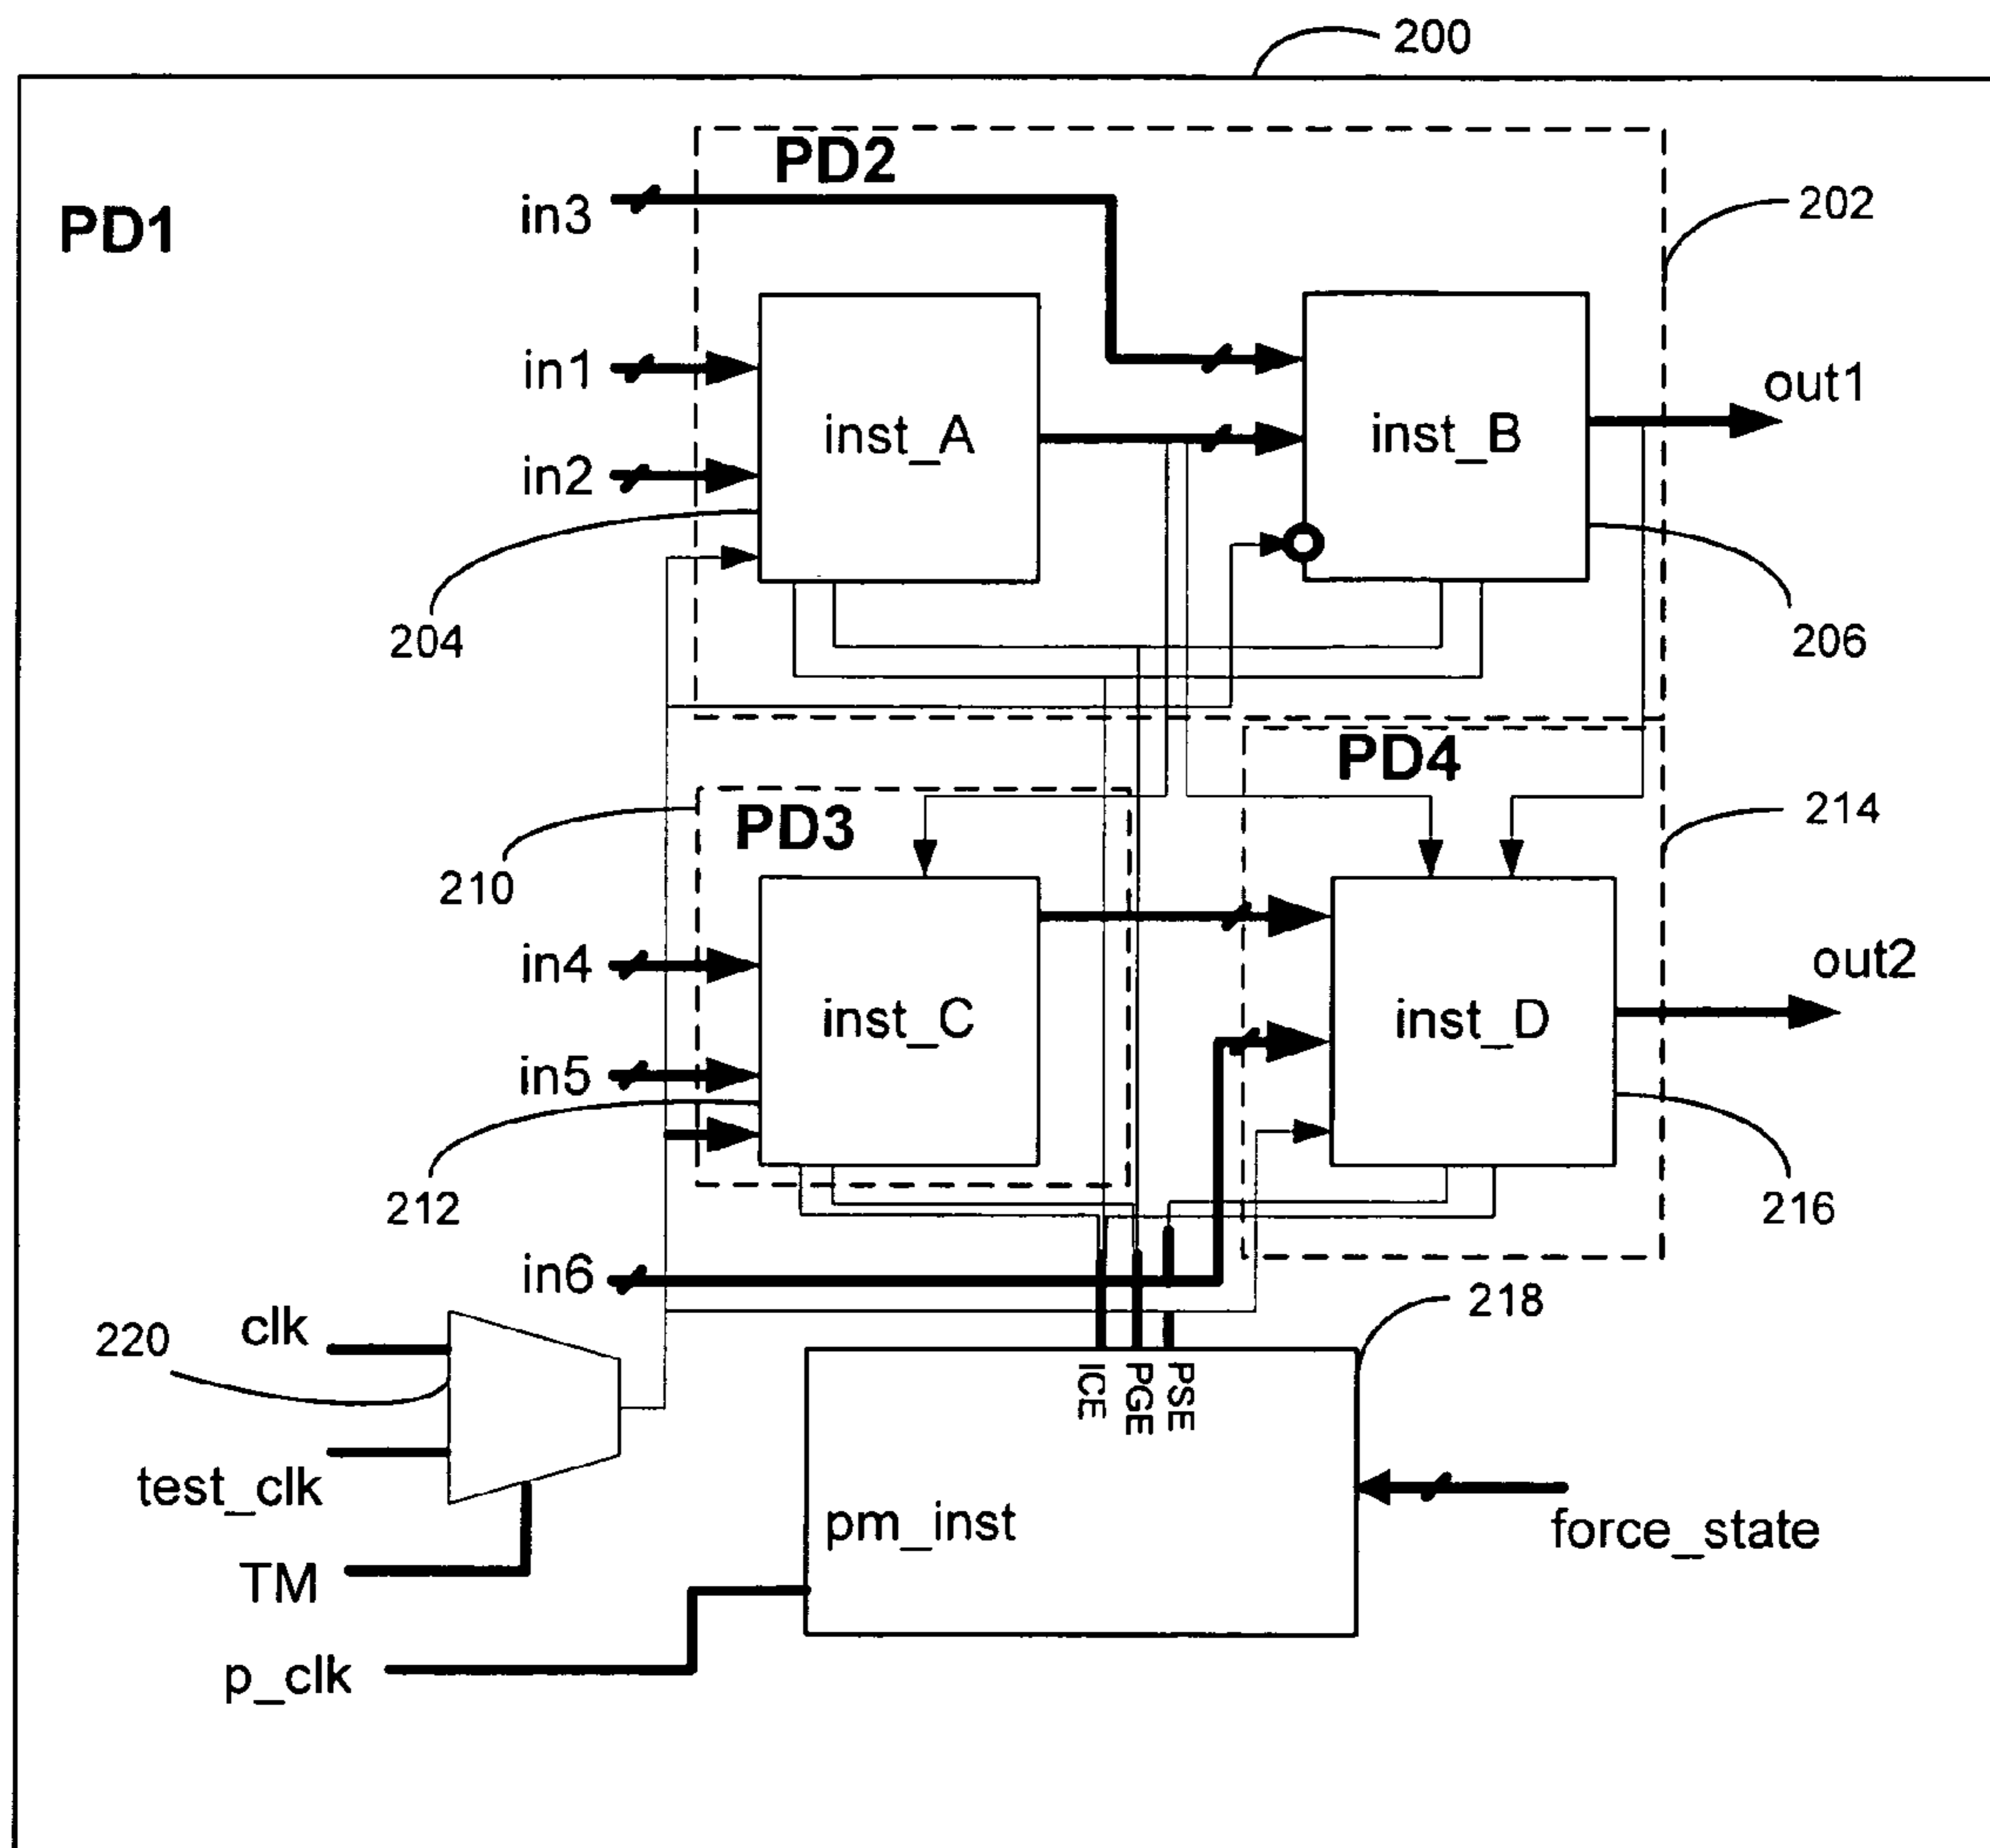 200
PD2
202
in3
PD1
in1
out1
inst_A
inst_B
in2
204
206
PD4
PD3
214
210
in4
out2
inst_C
inst_D
in5
212
216
in6
218
220
clk
ICE
PGE
PSE
test_clk
pm_inst
force_state
TM
p_clk